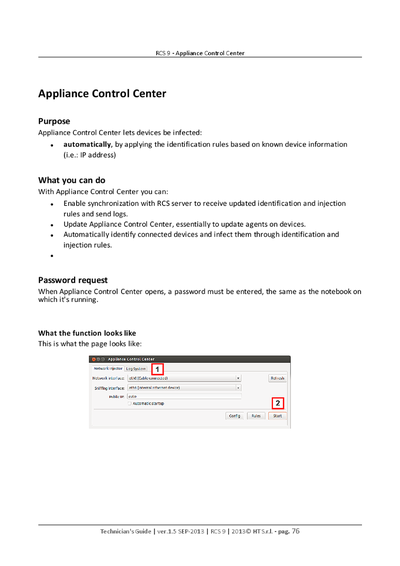 RCS 9 - Appliance Control Center
Appliance Control Center
Purpose
Appliance Control Center lets devices be infected:
• automatically, by applying the identification rules based on known device information
(i.e.: IP address)
What you can do
With Appliance Control Center you can:
• Enable synchronization with RCS server to receive updated identification and injection
rules and send logs.
• Update Appliance Control Center, essentially to update agents on devices.
• Automatically identify connected devices and infect them through identification and
injection rules.
•
Password request
When Appliance Control Center opens, a password must be entered, the same as the notebook on
which it's running.
What the function looks like
This is what the page looks like:
Appliance Control Center
Network Injector Log System 1
Network interface:
Refresh
Sniffing interface:
2
Automatic startup
Config Rules Start
Technician's Guide | ver.1.5 SEP-2013 | RCS 9 | 2013© HT S.r.l. - pag. 76